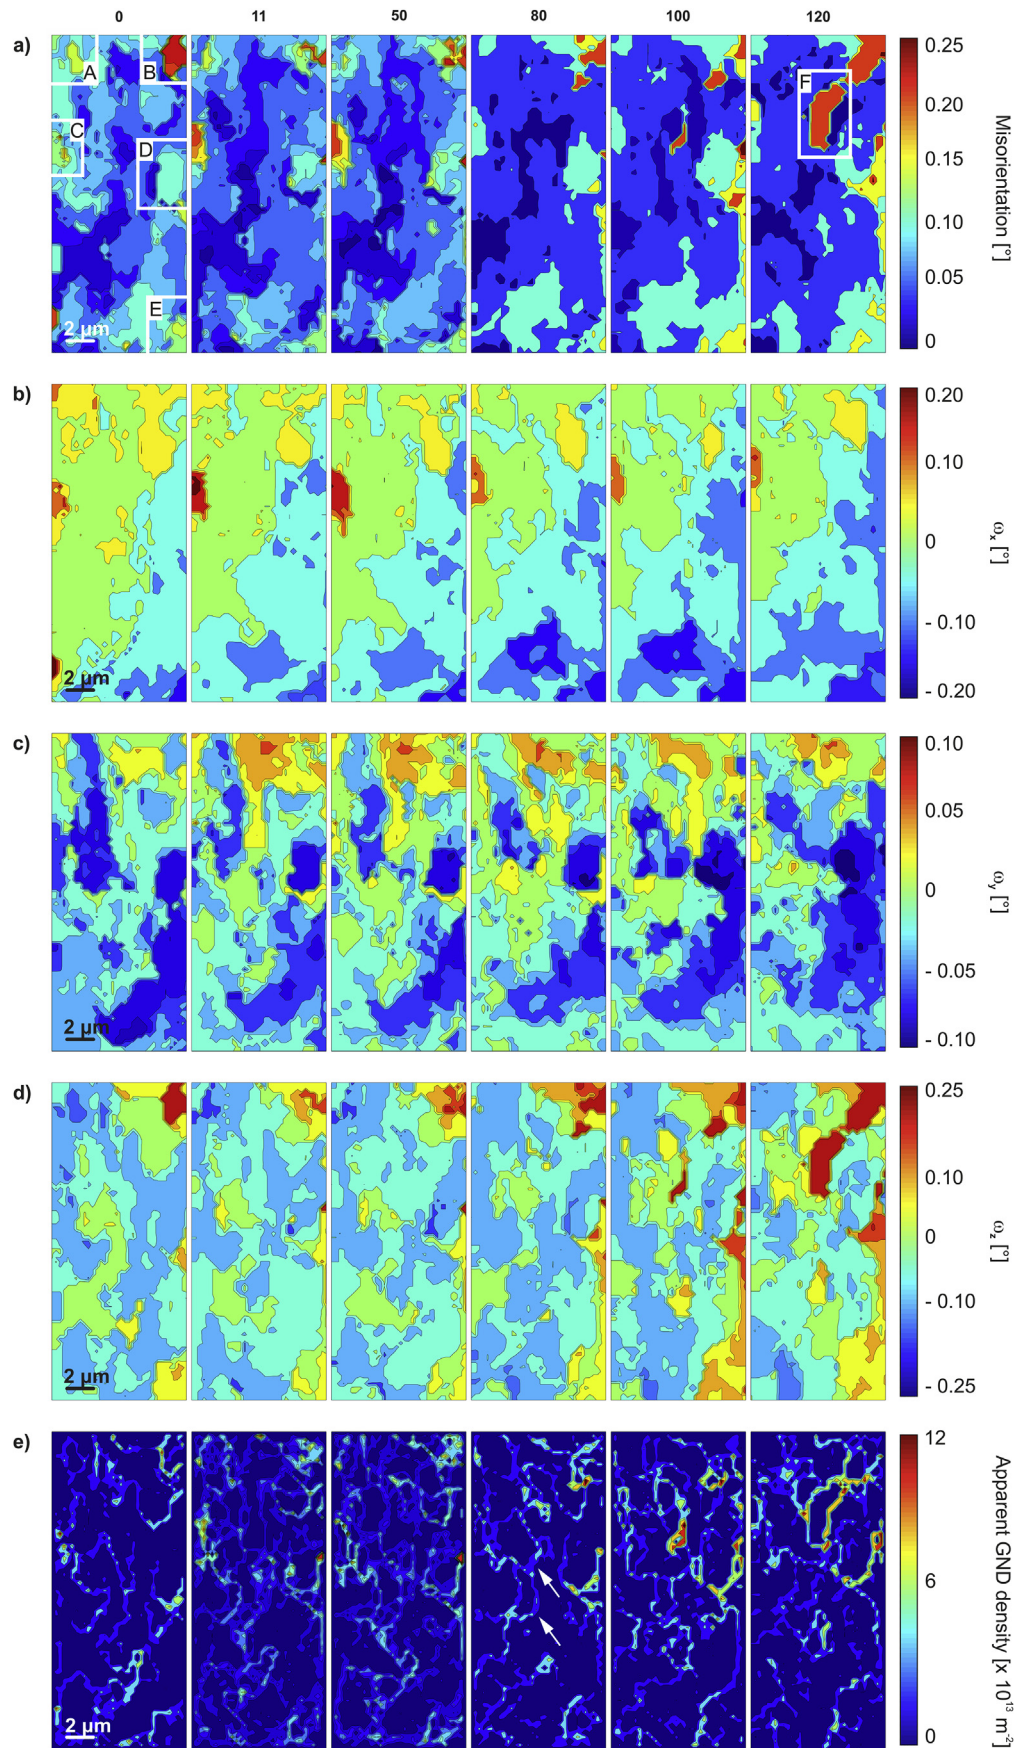 0 11 50 80 100 120
a)
A B C D E F
2 μm
0.25
0.20
0.15
0.10
0.05
0
Misorientation [°]
b)
2 μm
0.20
0.10
0
- 0.10
- 0.20
ωx [°]
c)
2 μm
0.10
0.05
0
- 0.05
- 0.10
ωy [°]
d)
2 μm
0.25
0.10
0
- 0.10
- 0.25
ωz [°]
e)
2 μm
12
6
0
Apparent GND density [x 10¹³ m⁻²]